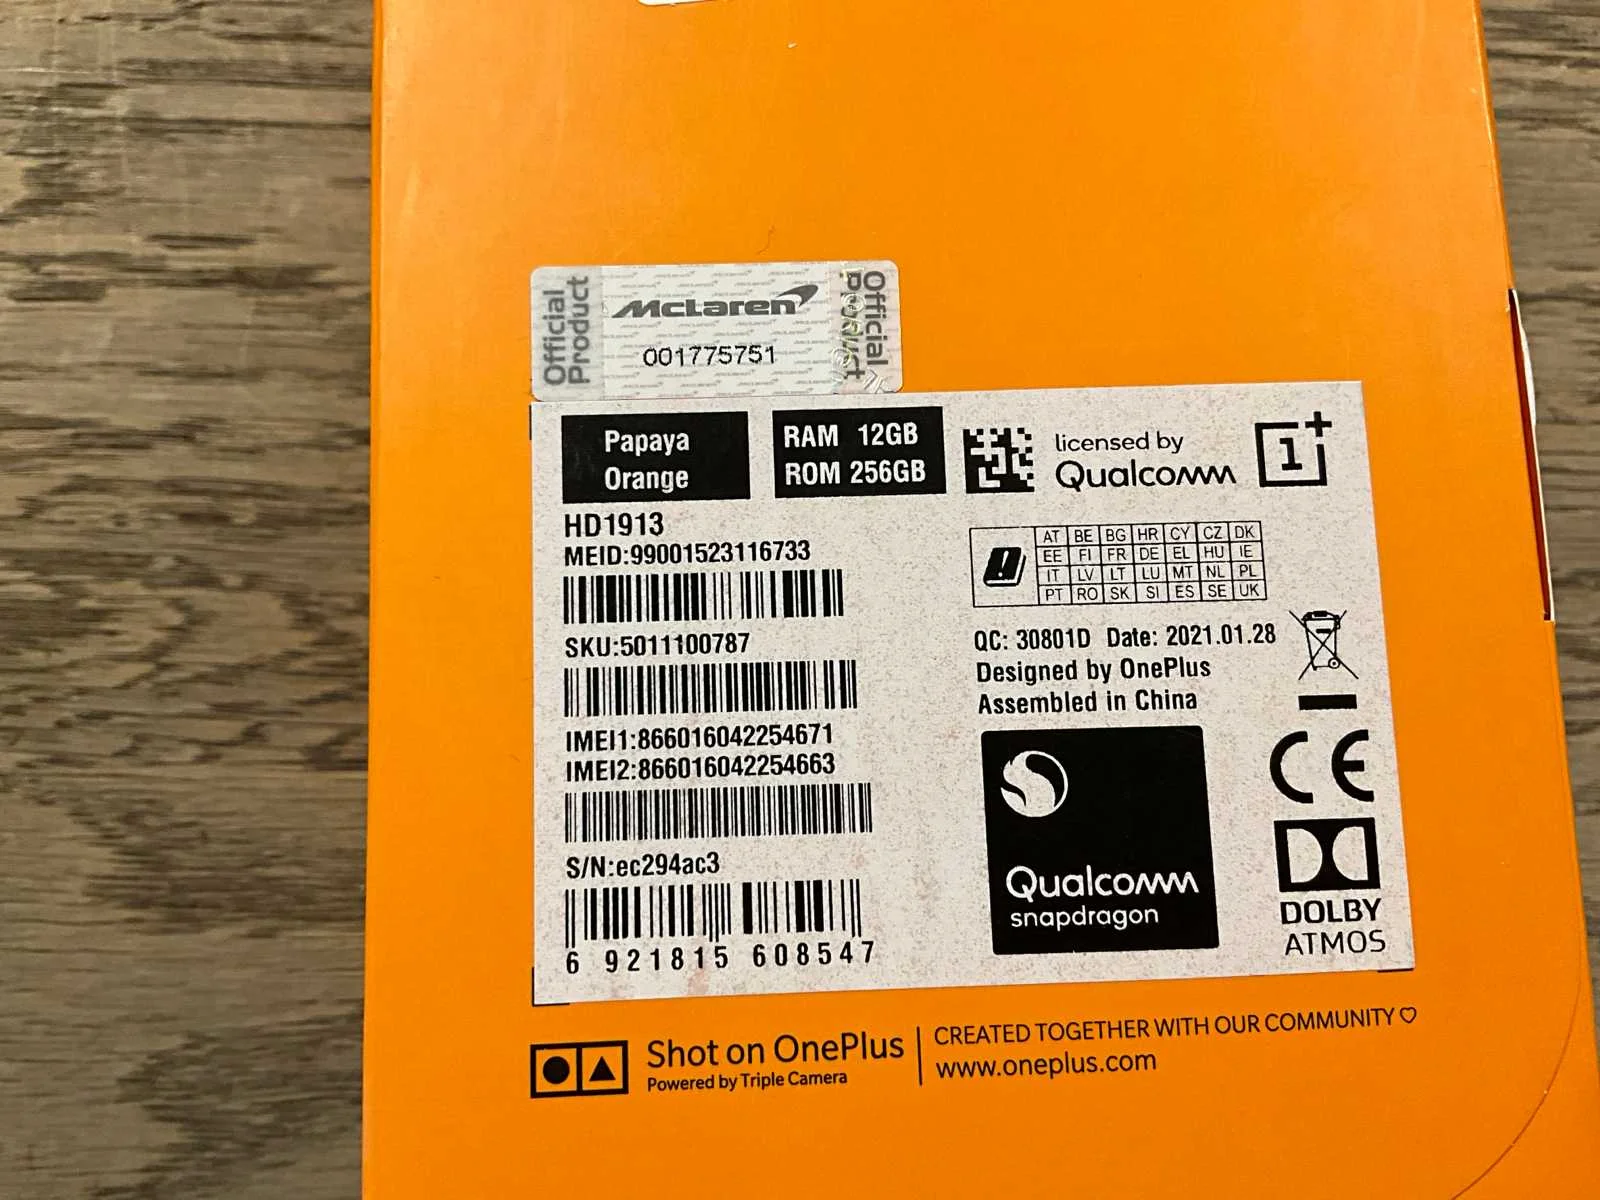 Official
Product
McLaren
001775751
Official
Product
Papaya
Orange
RAM 12GB
ROM 256GB
licensed by
Qualcomm
1+
HD1913
MEID:99001523116733
SKU:5011100787
IMEI1:866016042254671
IMEI2:866016042254663
S/N:ec294ac3
6 921815 608547
AT BE BG HR CY CZ DK
EE FI FR DE EL HU IE
IT LV LT LU MT NL PL
PT RO SK SI ES SE UK
QC: 30801D Date: 2021.01.28
Designed by OnePlus
Assembled in China
Qualcomm
snapdragon
CE
DOLBY
ATMOS
Shot on OnePlus
Powered by Triple Camera
CREATED TOGETHER WITH OUR COMMUNITY♡
www.oneplus.com